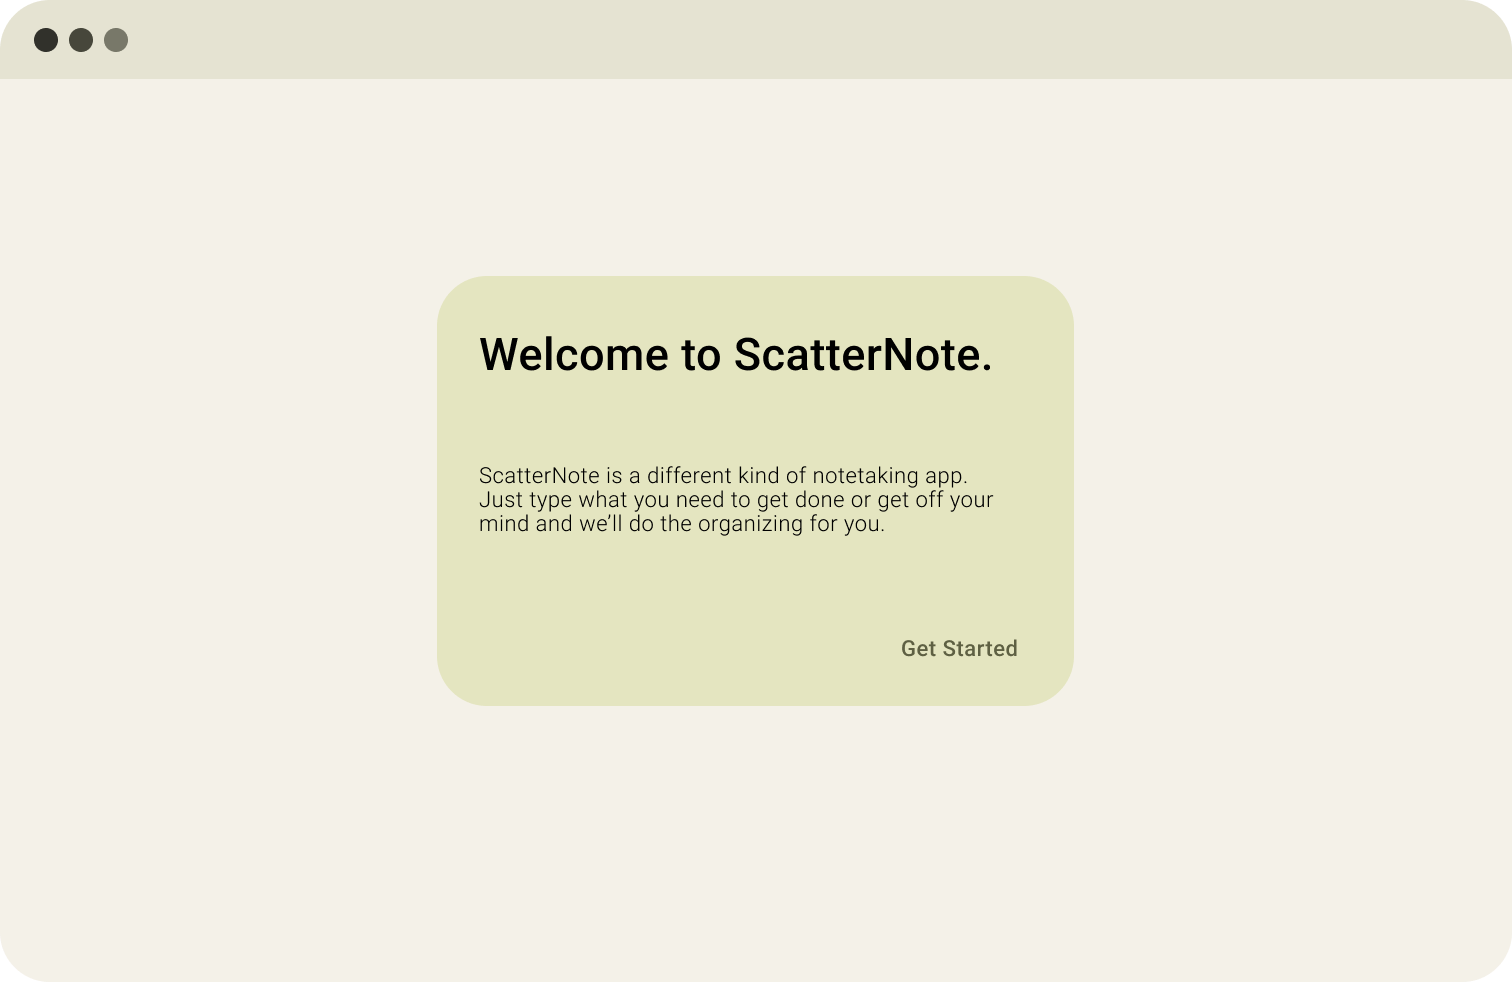 Welcome to ScatterNote.
ScatterNote is a different kind of notetaking app.
Just type what you need to get done or get off your
mind and we’ll do the organizing for you.
Get Started